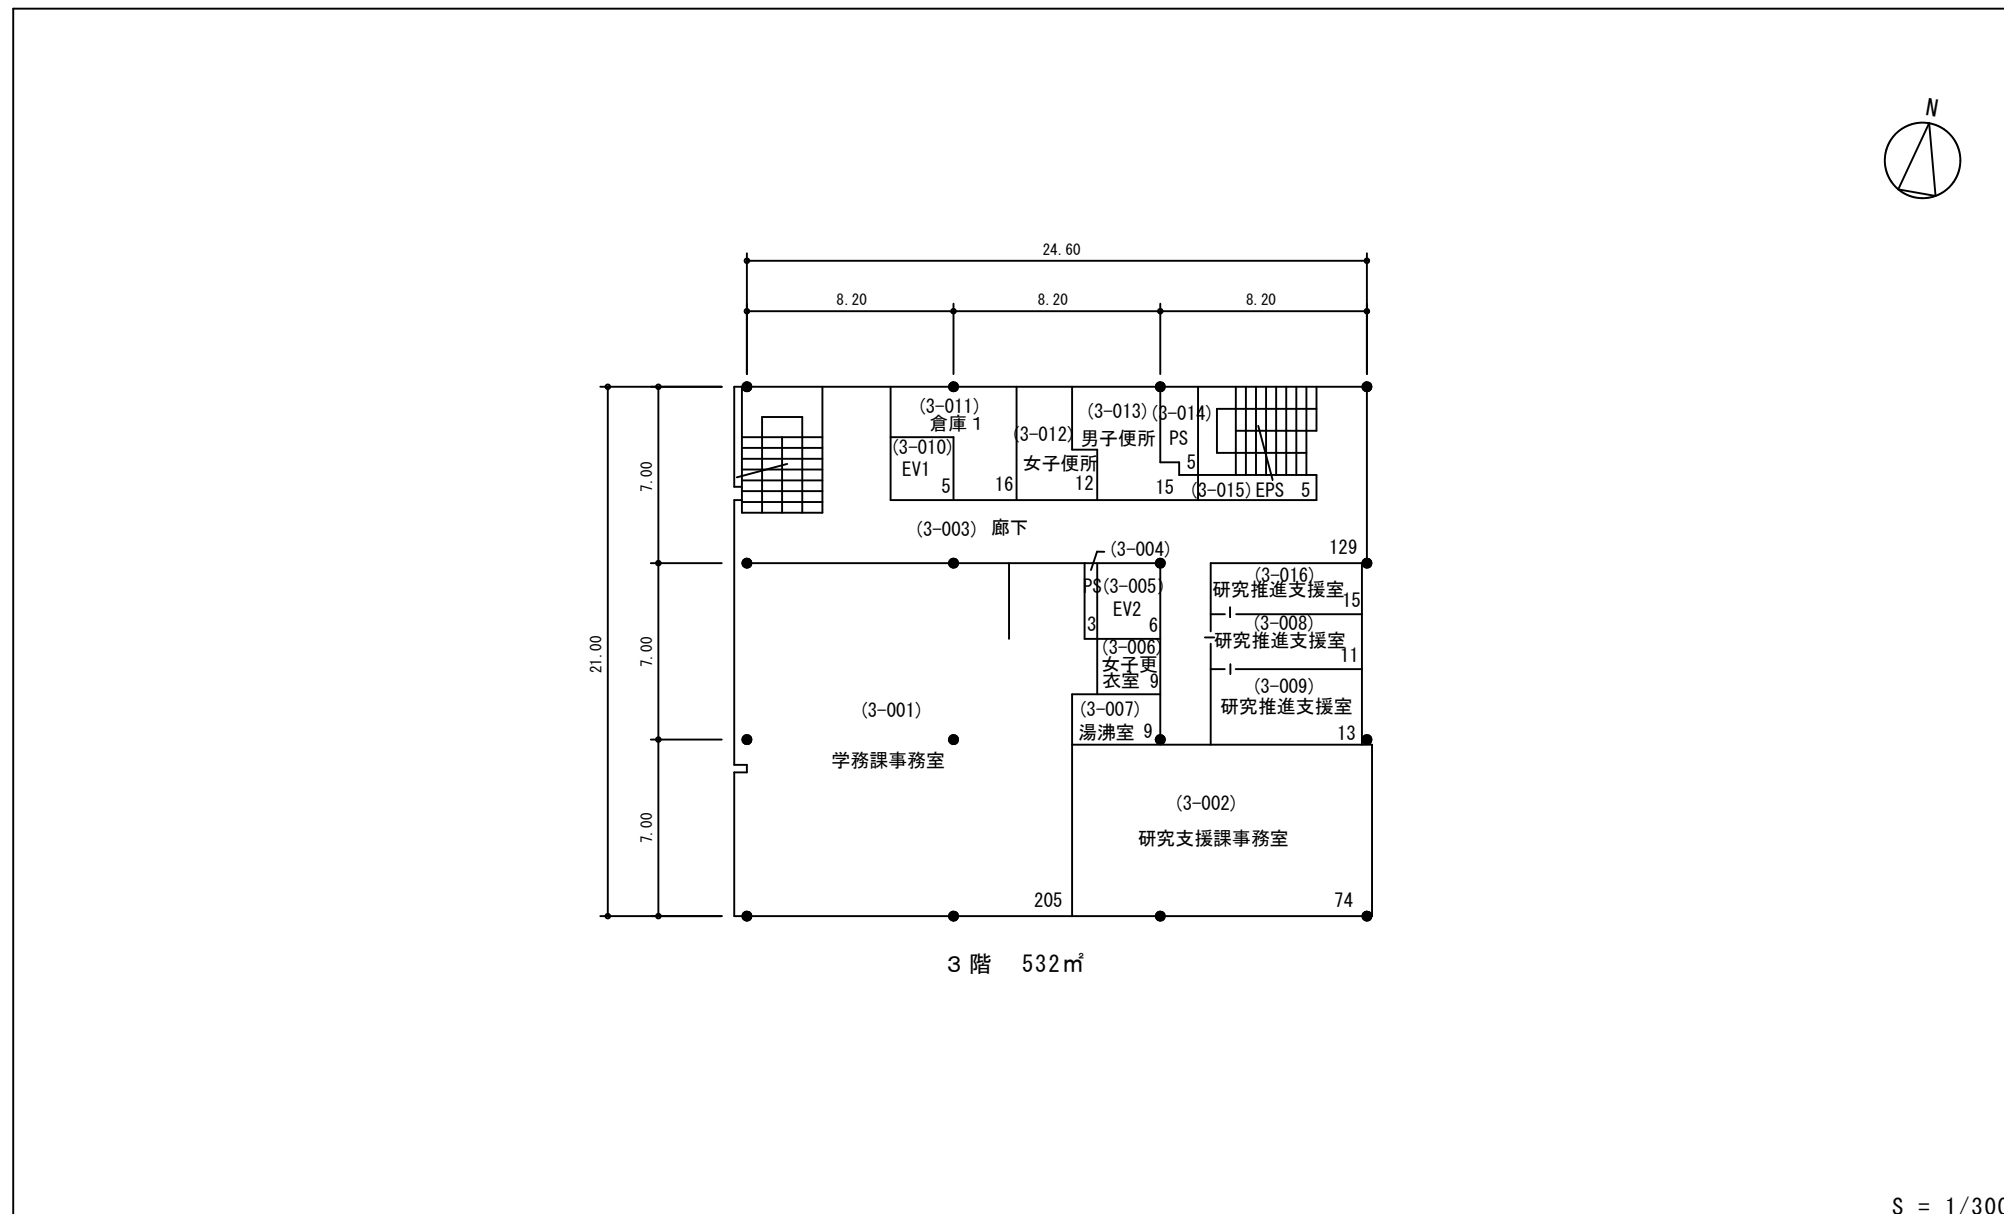 N
24.60
8.20
8.20
8.20
(3-011)
倉庫1
(3-013)
(3-014)
(3-012)
男子便所
PS
(3-010)
EV1
女子便所
5
5
16
12
15
(3-015)
EPS
5
7.00
(3-003)
廊下
129
(3-004)
PS
(3-005)
EV2
3
6
(3-016)
研究推進支援室
15
(3-008)
研究推進支援室
11
(3-006)
女子更
衣室
9
(3-009)
研究推進支援室
13
(3-007)
湯沸室
9
21.00
7.00
(3-001)
学務課事務室
205
(3-002)
研究支援課事務室
74
7.00
3階 532㎡
S = 1/300